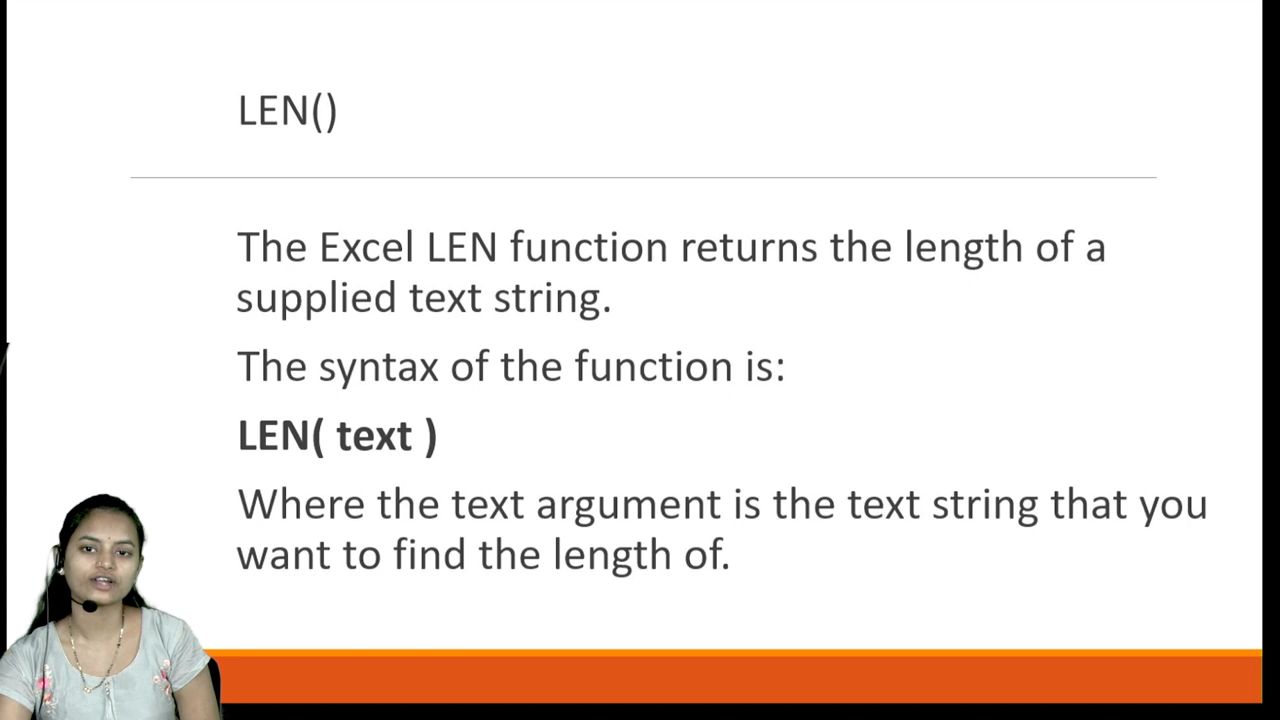 LEN()
The Excel LEN function returns the length of a
supplied text string.
The syntax of the function is:
LEN( text )
Where the text argument is the text string that you
want to find the length of.